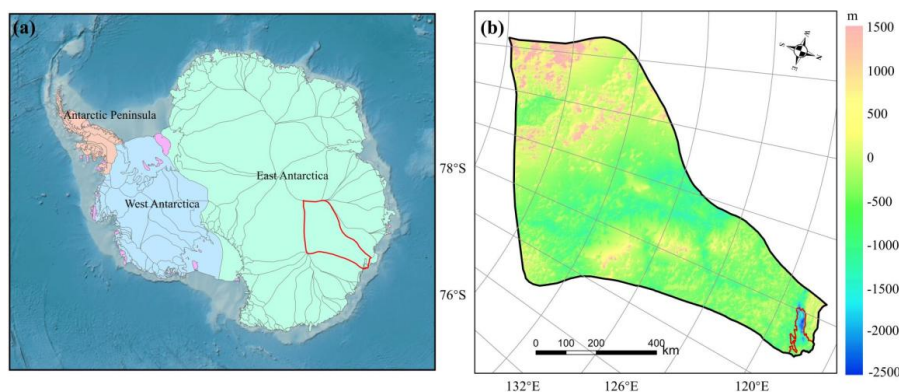 (a)
Antarctic Peninsula
East Antarctica
West Antarctica
(b)
W
S
N
E
78°S
76°S
0 100 200 400
km
132°E
126°E
120°E
m
1500
1000
500
0
-500
-1000
-1500
-2000
-2500